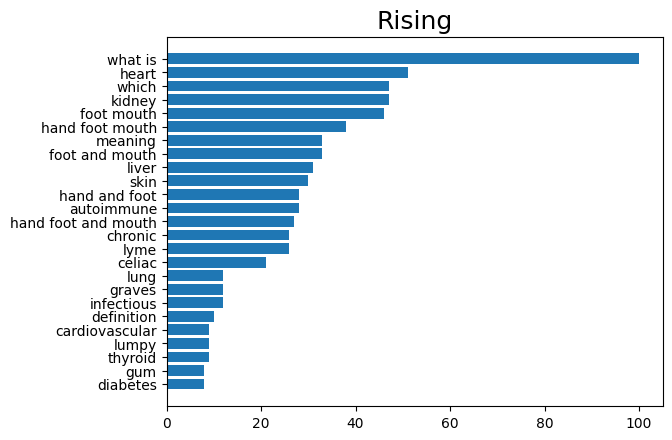 Rising
what is
heart
which
kidney
foot mouth
hand foot mouth
meaning
foot and mouth
liver
skin
hand and foot
autoimmune
hand foot and mouth
chronic
lyme
celiac
lung
graves
infectious
definition
cardiovascular
lumpy
thyroid
gum
diabetes
0 20 40 60 80 100